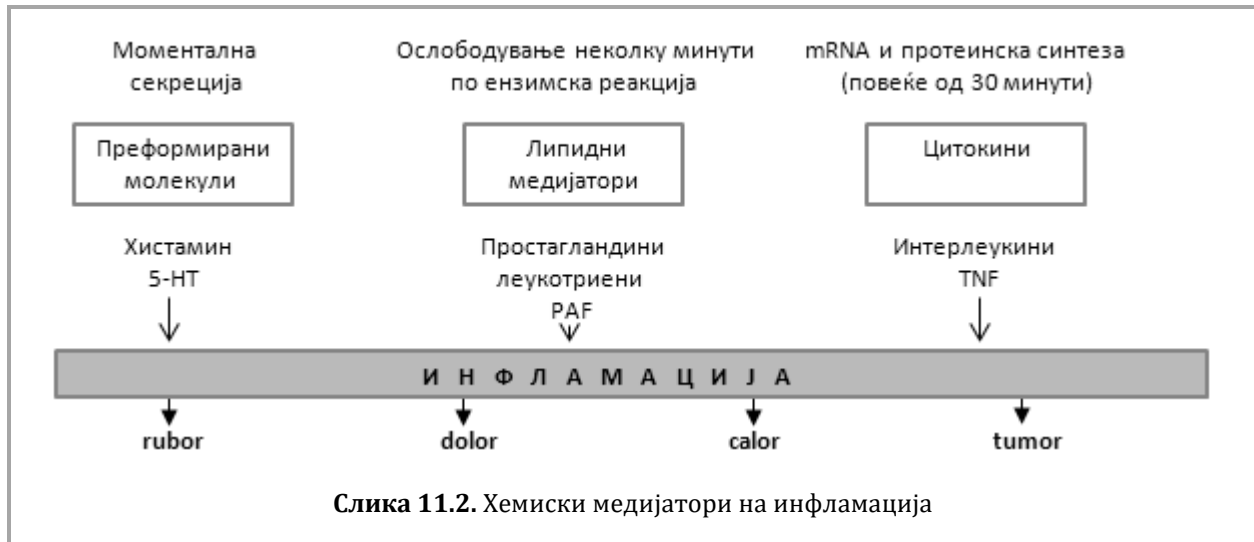 Моментална
секреција
Ослободување неколку минути
по ензимска реакција
mRNA и протеинска синтеза
(повеќе од 30 минути)
Преформирани
молекули
Липидни
медијатори
Цитокини
Хистамин
5-HT
Простагландини
леукотриени
PAF
Интерлеукини
TNF
И Н Ф Л А М А Ц И Ј А
rubor
dolor
calor
tumor
Слика 11.2. Хемиски медијатори на инфламација